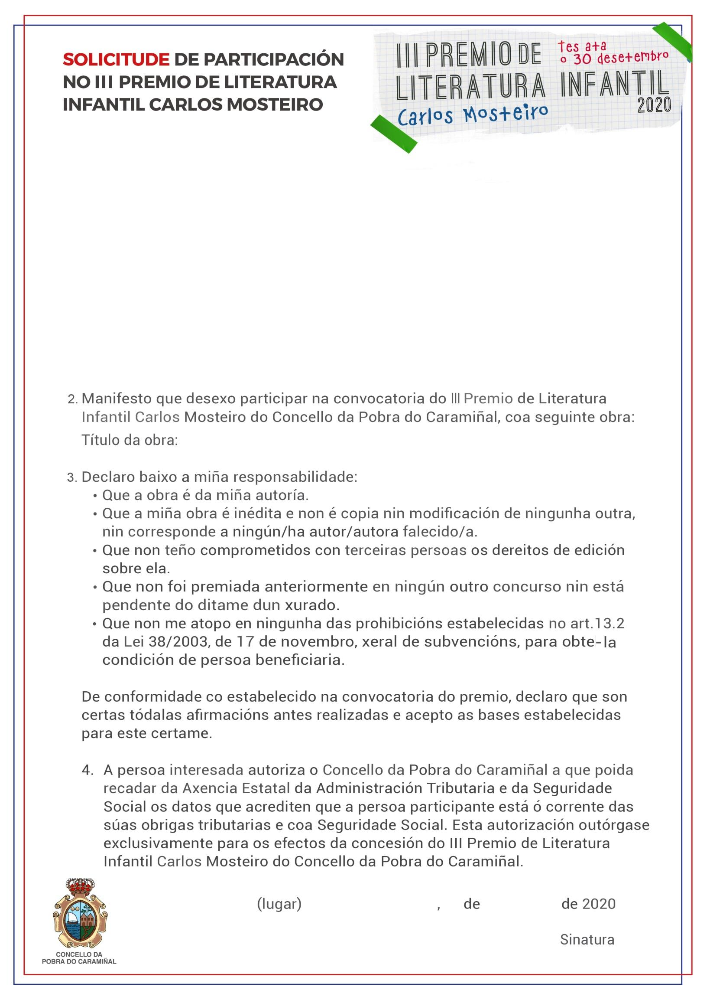 SOLICITUDE DE PARTICIPACIÓN
NO III PREMIO DE LITERATURA
INFANTIL CARLOS MOSTEIRO
III PREMIO DE
LITERATURA INFANTIL
Carlos Mosteiro
2020
tes ata
o 30 desetembro
2. Manifesto que desexo participar na convocatoria do III Premio de Literatura
Infantil Carlos Mosteiro do Concello da Pobra do Caramiñal, coa seguinte obra:
Título da obra:
3. Declaro baixo a miña responsabilidade:
• Que a obra é da miña autoría.
• Que a miña obra é inédita e non é copia nin modificación de ningunha outra,
nin corresponde a ningún/ha autor/autora falecido/a.
• Que non teño comprometidos con terceiras persoas os dereitos de edición
sobre ela.
• Que non foi premiada anteriormente en ningún outro concurso nin está
pendente do ditame dun xurado.
• Que non me atopo en ningunha das prohibicións estabelecidas no art.13.2
da Lei 38/2003, de 17 de novembro, xeral de subvencións, para obte-la
condición de persoa beneficiaria.
De conformidade co estabelecido na convocatoria do premio, declaro que son
certas tódalas afirmacións antes realizadas e acepto as bases estabelecidas
para este certame.
4. A persoa interesada autoriza o Concello da Pobra do Caramiñal a que poida
recadar da Axencia Estatal da Administración Tributaria e da Seguridade
Social os datos que acrediten que a persoa participante está ó corrente das
súas obrigas tributarias e coa Seguridade Social. Esta autorización outórgase
exclusivamente para os efectos da concesión do III Premio de Literatura
Infantil Carlos Mosteiro do Concello da Pobra do Caramiñal.
(lugar) , de de 2020
Sinatura
CONCELLO DA
POBRA DO CARAMIÑAL